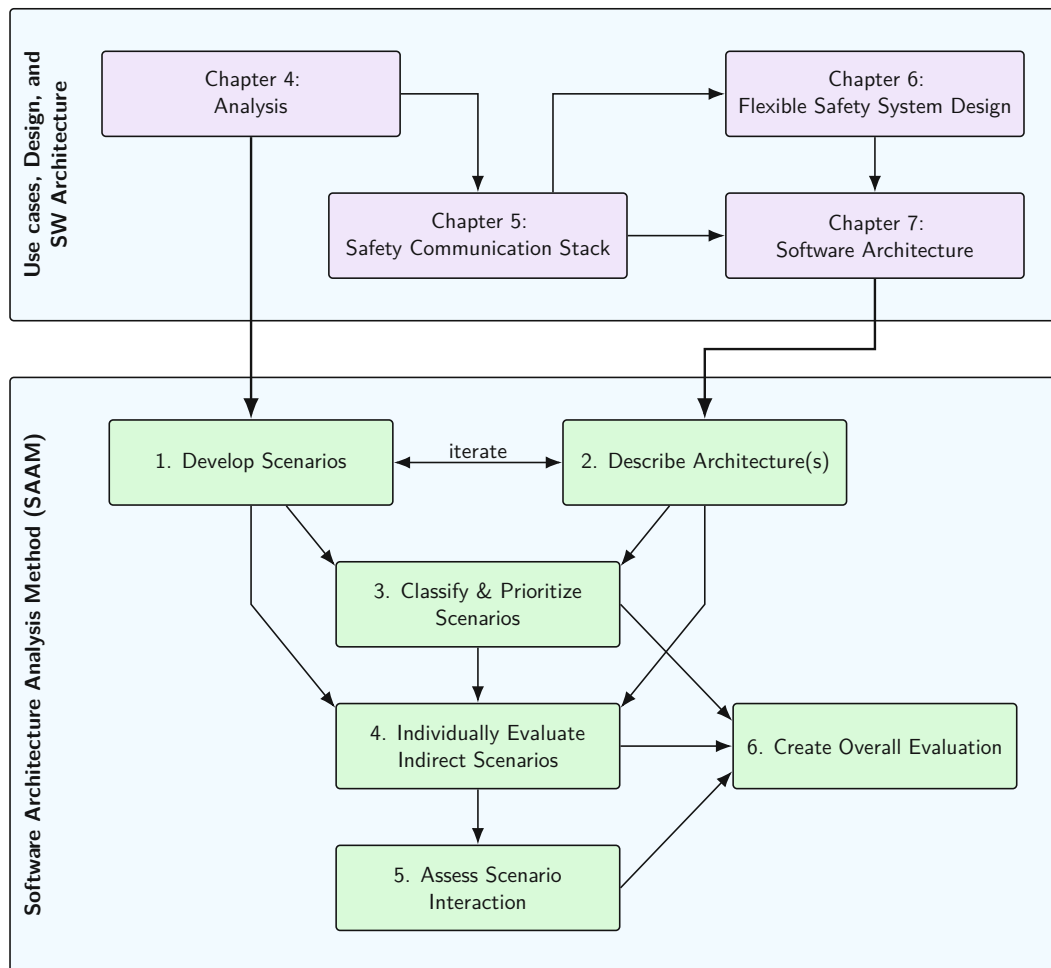 Use cases, Design, and
SW Architecture
Chapter 4:
Analysis
Chapter 6:
Flexible Safety System Design
Chapter 5:
Safety Communication Stack
Chapter 7:
Software Architecture
Software Architecture Analysis Method (SAAM)
1. Develop Scenarios
iterate
2. Describe Architecture(s)
3. Classify & Prioritize
Scenarios
4. Individually Evaluate
Indirect Scenarios
6. Create Overall Evaluation
5. Assess Scenario
Interaction